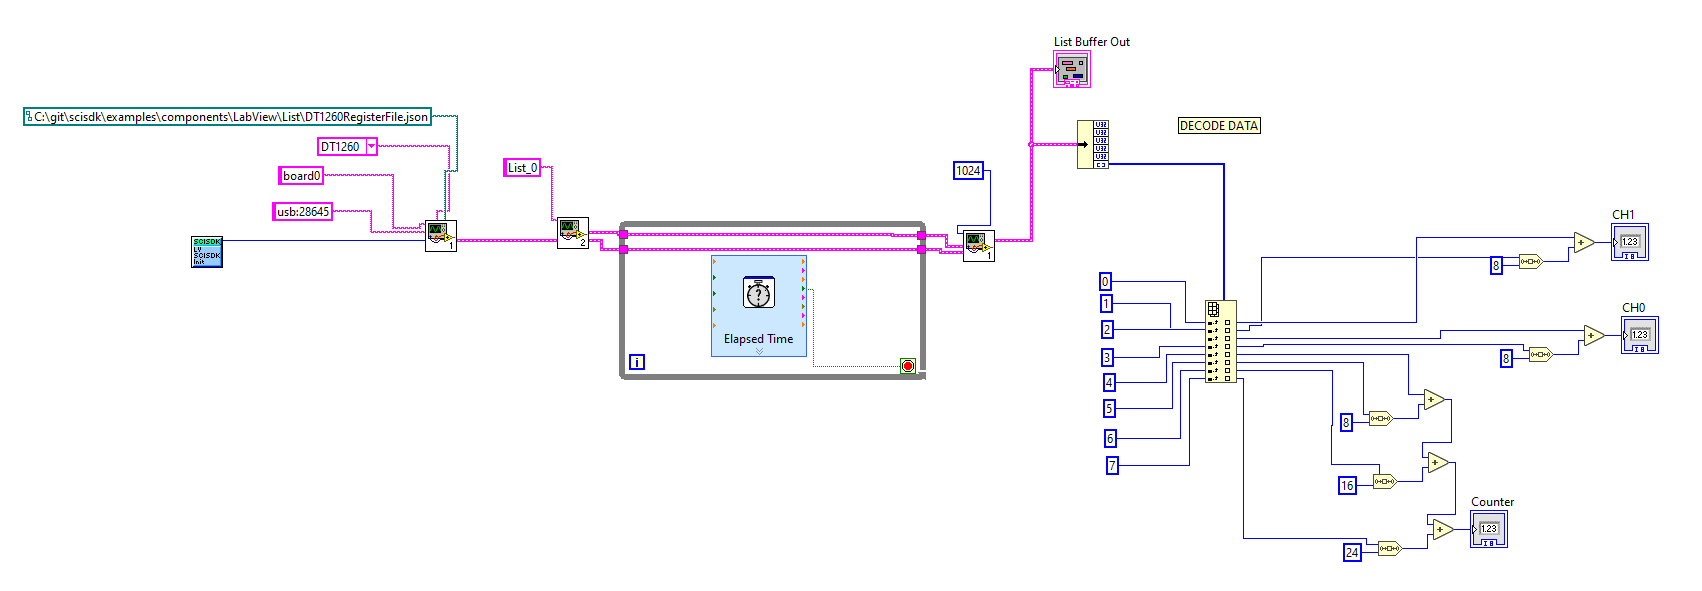 List Buffer Out
C:\git\scisdk\examples\components\LabView\List\DT1260RegisterFile.json
DECODE DATA
DT1260
board0
List_0
1024
usb:28645
SCISDK
LV
SCISDK
Init
1
2
1
U32
U32
U32
U32
U32
Elapsed Time
i
CH1
1.23
8
CH0
1.23
8
0
1
2
3
4
5
6
7
8
16
24
Counter
1.23